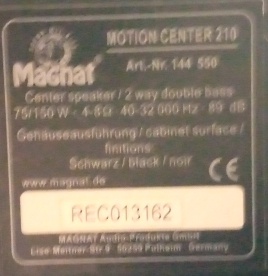 MOTION CENTER 210
Magnat
Art.-Nr. 144 550
Center speaker / 2 way double bass
75/150 W - 4-8Ω 40-32 000 Hz - 89 dB
Gehäuseausführung / cabinet surface /
finitions:
Schwarz / black / noir
CE
www.magnat.de
REC013162
MAGNAT Audio-Produkte GmbH
Lise-Meitner-Str.9 50259 Pulheim Germany